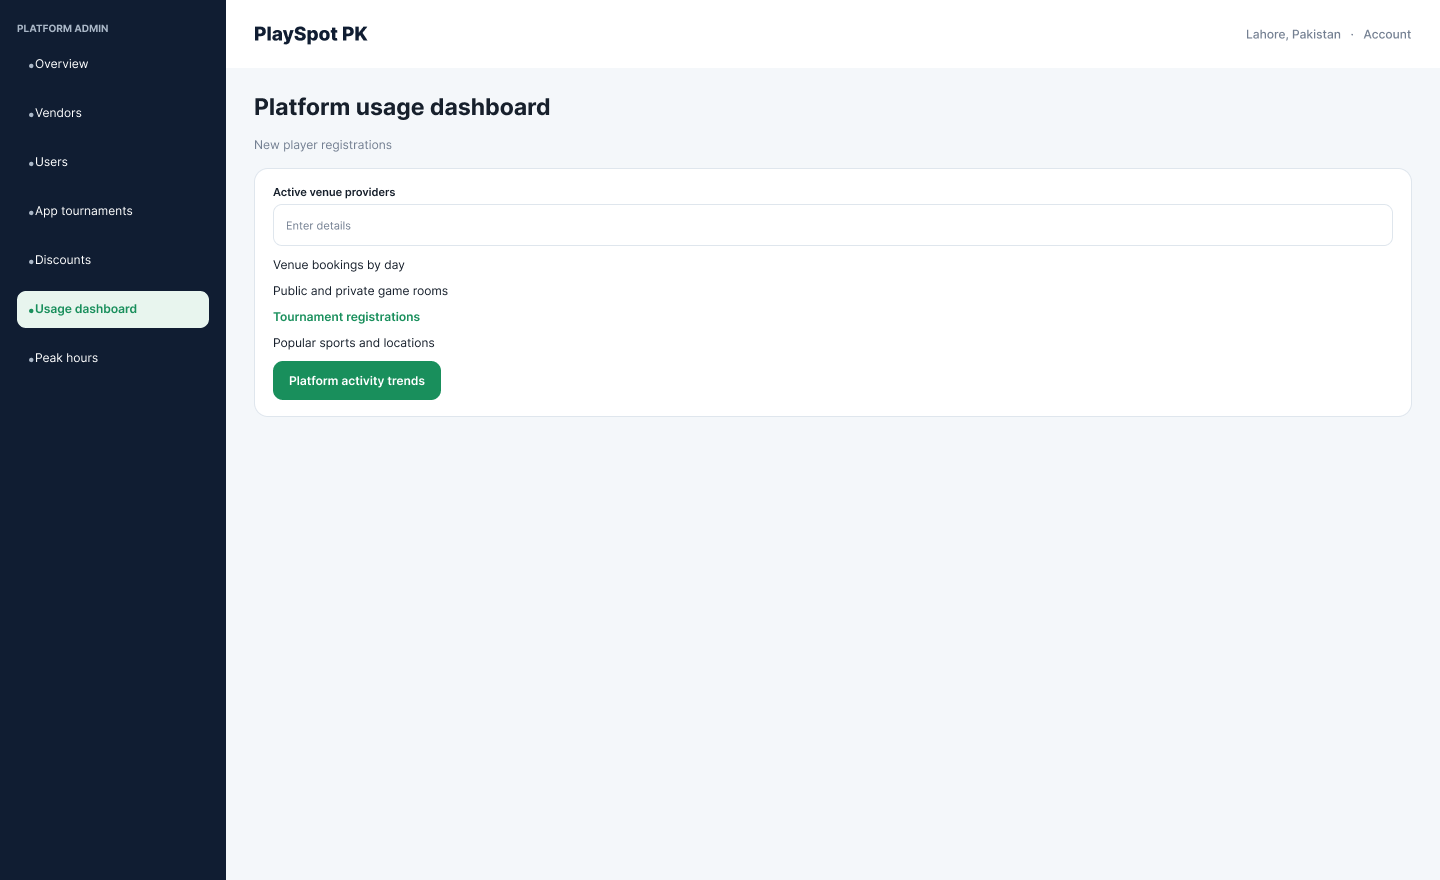 PLATFORM ADMIN
Overview
Vendors
Users
App tournaments
Discounts
Usage dashboard
Peak hours
PlaySpot PK
Lahore, Pakistan · Account
Platform usage dashboard
New player registrations
Active venue providers
Enter details
Venue bookings by day
Public and private game rooms
Tournament registrations
Popular sports and locations
Platform activity trends